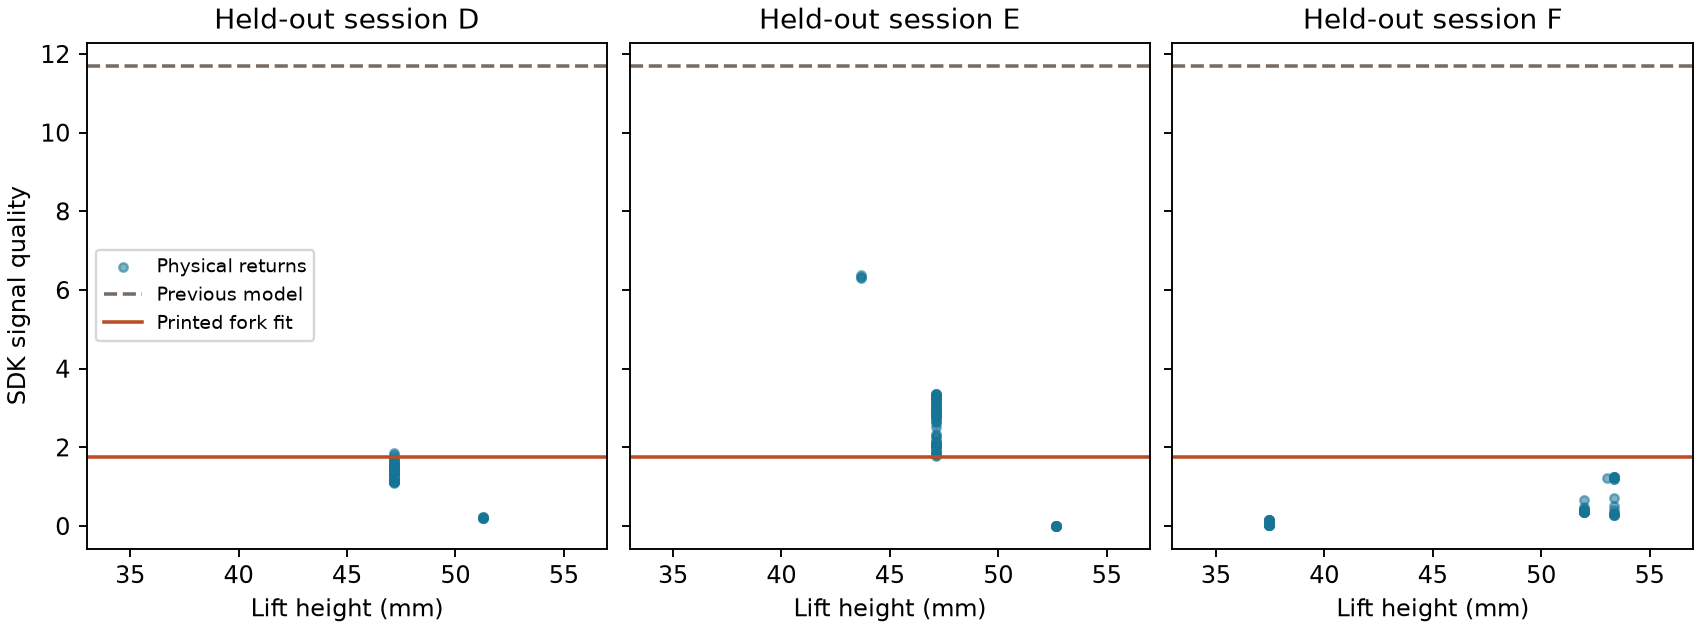 Held-out session D
Held-out session E
Held-out session F
SDK signal quality
12
10
8
6
4
2
0
Physical returns
Previous model
Printed fork fit
35 40 45 50 55
35 40 45 50 55
35 40 45 50 55
Lift height (mm)
Lift height (mm)
Lift height (mm)